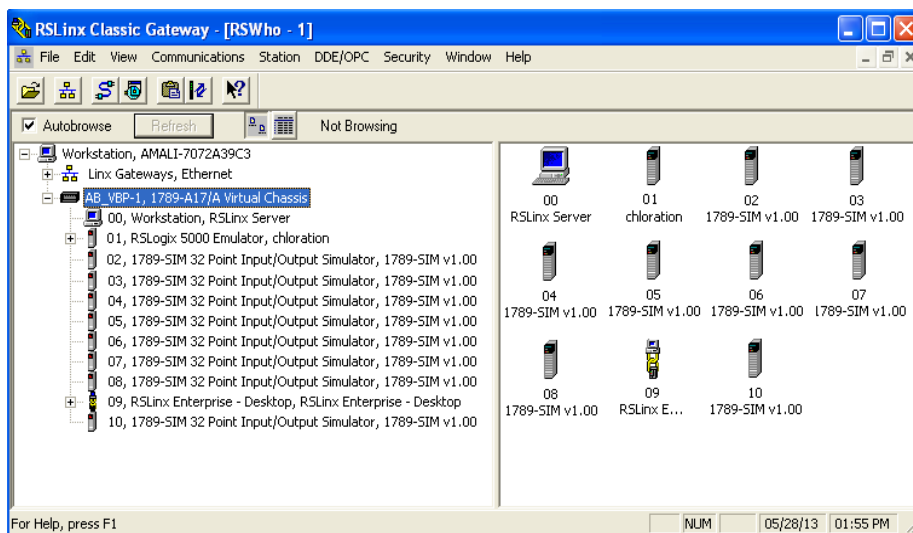 RSLinx Classic Gateway - [RSWho - 1]
File Edit View Communications Station DDE/OPC Security Window Help
Autobrowse Refresh Not Browsing
Workstation, AMALI-7072A39C3
Linx Gateways, Ethernet
AB_VBP-1, 1789-A17/A Virtual Chassis
00, Workstation, RSLinx Server
01, RSLogix 5000 Emulator, chloration
02, 1789-SIM 32 Point Input/Output Simulator, 1789-SIM v1.00
03, 1789-SIM 32 Point Input/Output Simulator, 1789-SIM v1.00
04, 1789-SIM 32 Point Input/Output Simulator, 1789-SIM v1.00
05, 1789-SIM 32 Point Input/Output Simulator, 1789-SIM v1.00
06, 1789-SIM 32 Point Input/Output Simulator, 1789-SIM v1.00
07, 1789-SIM 32 Point Input/Output Simulator, 1789-SIM v1.00
08, 1789-SIM 32 Point Input/Output Simulator, 1789-SIM v1.00
09, RSLinx Enterprise - Desktop, RSLinx Enterprise - Desktop
10, 1789-SIM 32 Point Input/Output Simulator, 1789-SIM v1.00
00 01 02 03
RSLinx Server chloration 1789-SIM v1.00 1789-SIM v1.00
04 05 06 07
1789-SIM v1.00 1789-SIM v1.00 1789-SIM v1.00 1789-SIM v1.00
08 09 10
1789-SIM v1.00 RSLinx E... 1789-SIM v1.00
For Help, press F1 NUM 05/28/13 01:55 PM